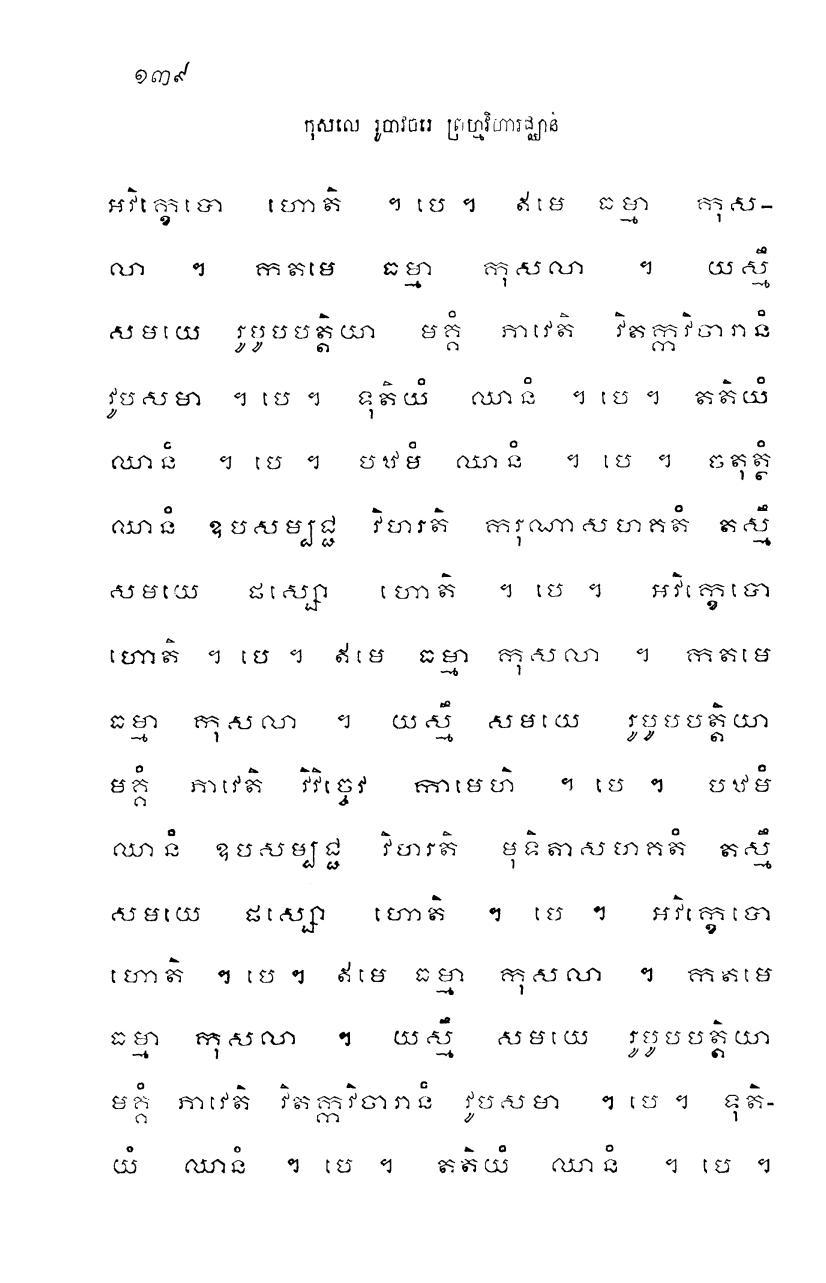 ១៣៩
កុសលេ រូបាវចរេ ព្រហ្មវិហារជ្ឈាន់
អវិក្ខេបោ ហោតិ ។ បេ ។ ឥមេ ធម្មា កុស-
លា ។ កតមេ ធម្មា កុសលា ។ យស្មឹ
សមយេ រូបូបបត្តិយា មគ្គំ ភាវេតិ វិតក្កវិចារានំ
វូបសមា ។ បេ ។ ទុតិយំ ឈានំ ។ បេ ។ តតិយំ
ឈានំ ។ បេ ។ បឋមំ ឈានំ ។ បេ ។ ចតុត្ថំ
ឈានំ ឧបសម្បជ្ជ វិហរតិ ករុណាសហគតំ តស្មឹ
សមយេ ផស្សោ ហោតិ ។ បេ ។ អវិក្ខេបោ
ហោតិ ។ បេ ។ ឥមេ ធម្មា កុសលា ។ កតមេ
ធម្មា កុសលា ។ យស្មឹ សមយេ រូបូបបត្តិយា
មគ្គំ ភាវេតិ វិវិច្ចេវ កាមេហិ ។ បេ ។ បឋមំ
ឈានំ ឧបសម្បជ្ជ វិហរតិ មុទិតាសហគតំ តស្មឹ
សមយេ ផស្សោ ហោតិ ។ បេ ។ អវិក្ខេបោ
ហោតិ ។ បេ ។ ឥមេ ធម្មា កុសលា ។ កតមេ
ធម្មា កុសលា ។ យស្មឹ សមយេ រូបូបបត្តិយា
មគ្គំ ភាវេតិ វិតក្កវិចារានំ វូបសមា ។ បេ ។ ទុតិ-
យំ ឈានំ ។ បេ ។ តតិយំ ឈានំ ។ បេ ។